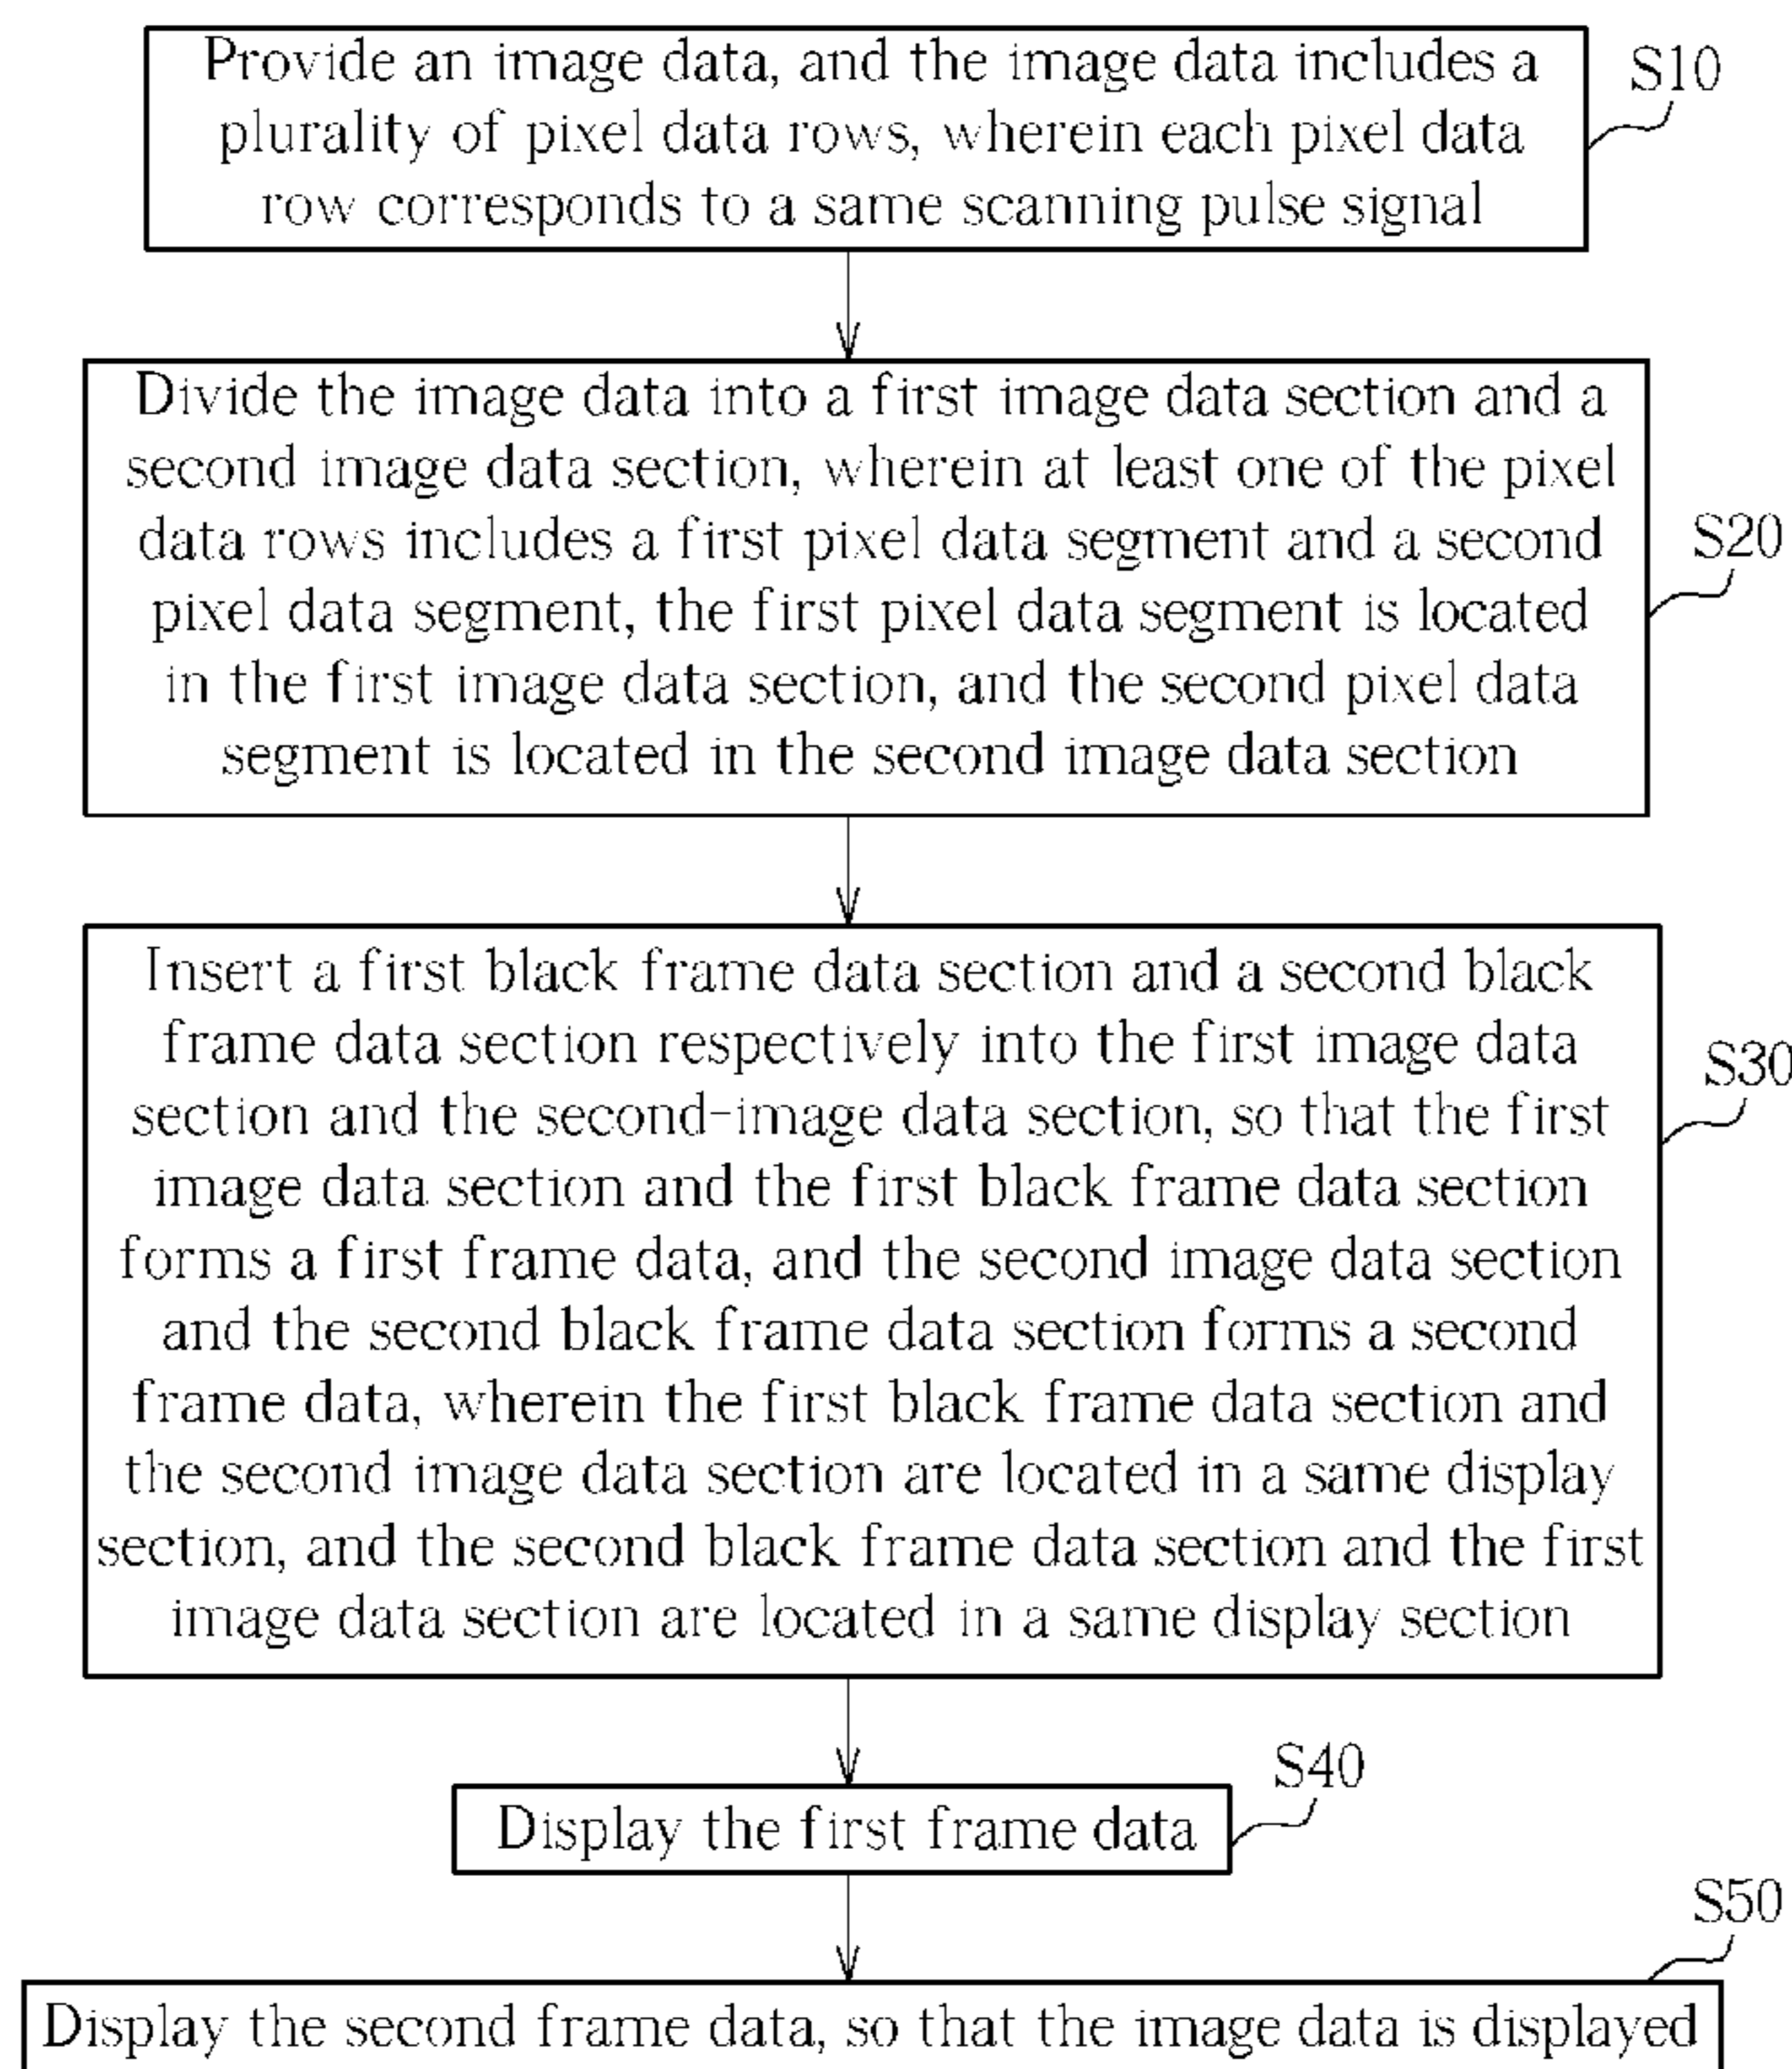 Provide an image data, and the image data includes a
plurality of pixel data rows, wherein each pixel data
row corresponds to a same scanning pulse signal
S10
Divide the image data into a first image data section and a
second image data section, wherein at least one of the pixel
data rows includes a first pixel data segment and a second
pixel data segment, the first pixel data segment is located
in the first image data section, and the second pixel data
segment is located in the second image data section
S20
Insert a first black frame data section and a second black
frame data section respectively into the first image data
section and the second-image data section, so that the first
image data section and the first black frame data section
forms a first frame data, and the second image data section
and the second black frame data section forms a second
frame data, wherein the first black frame data section and
the second image data section are located in a same display
section, and the second black frame data section and the first
image data section are located in a same display section
S30
Display the first frame data
S40
Display the second frame data, so that the image data is displayed
S50